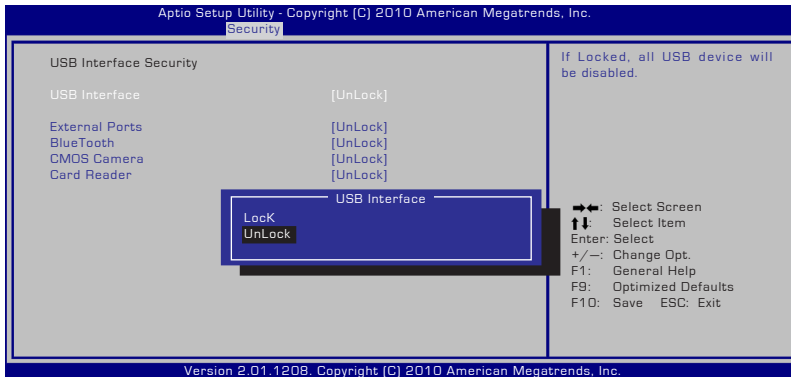 Aptio Setup Utility - Copyright (C) 2010 American Megatrends, Inc.
Security
USB Interface Security
USB Interface [UnLock]
External Ports [UnLock]
BlueTooth [UnLock]
CMOS Camera [UnLock]
Card Reader [UnLock]
USB Interface
LocK
UnLock
If Locked, all USB device will
be disabled.
→←: Select Screen
↑↓: Select Item
Enter: Select
+/—: Change Opt.
F1: General Help
F9: Optimized Defaults
F10: Save ESC: Exit
Version 2.01.1208. Copyright (C) 2010 American Megatrends, Inc.